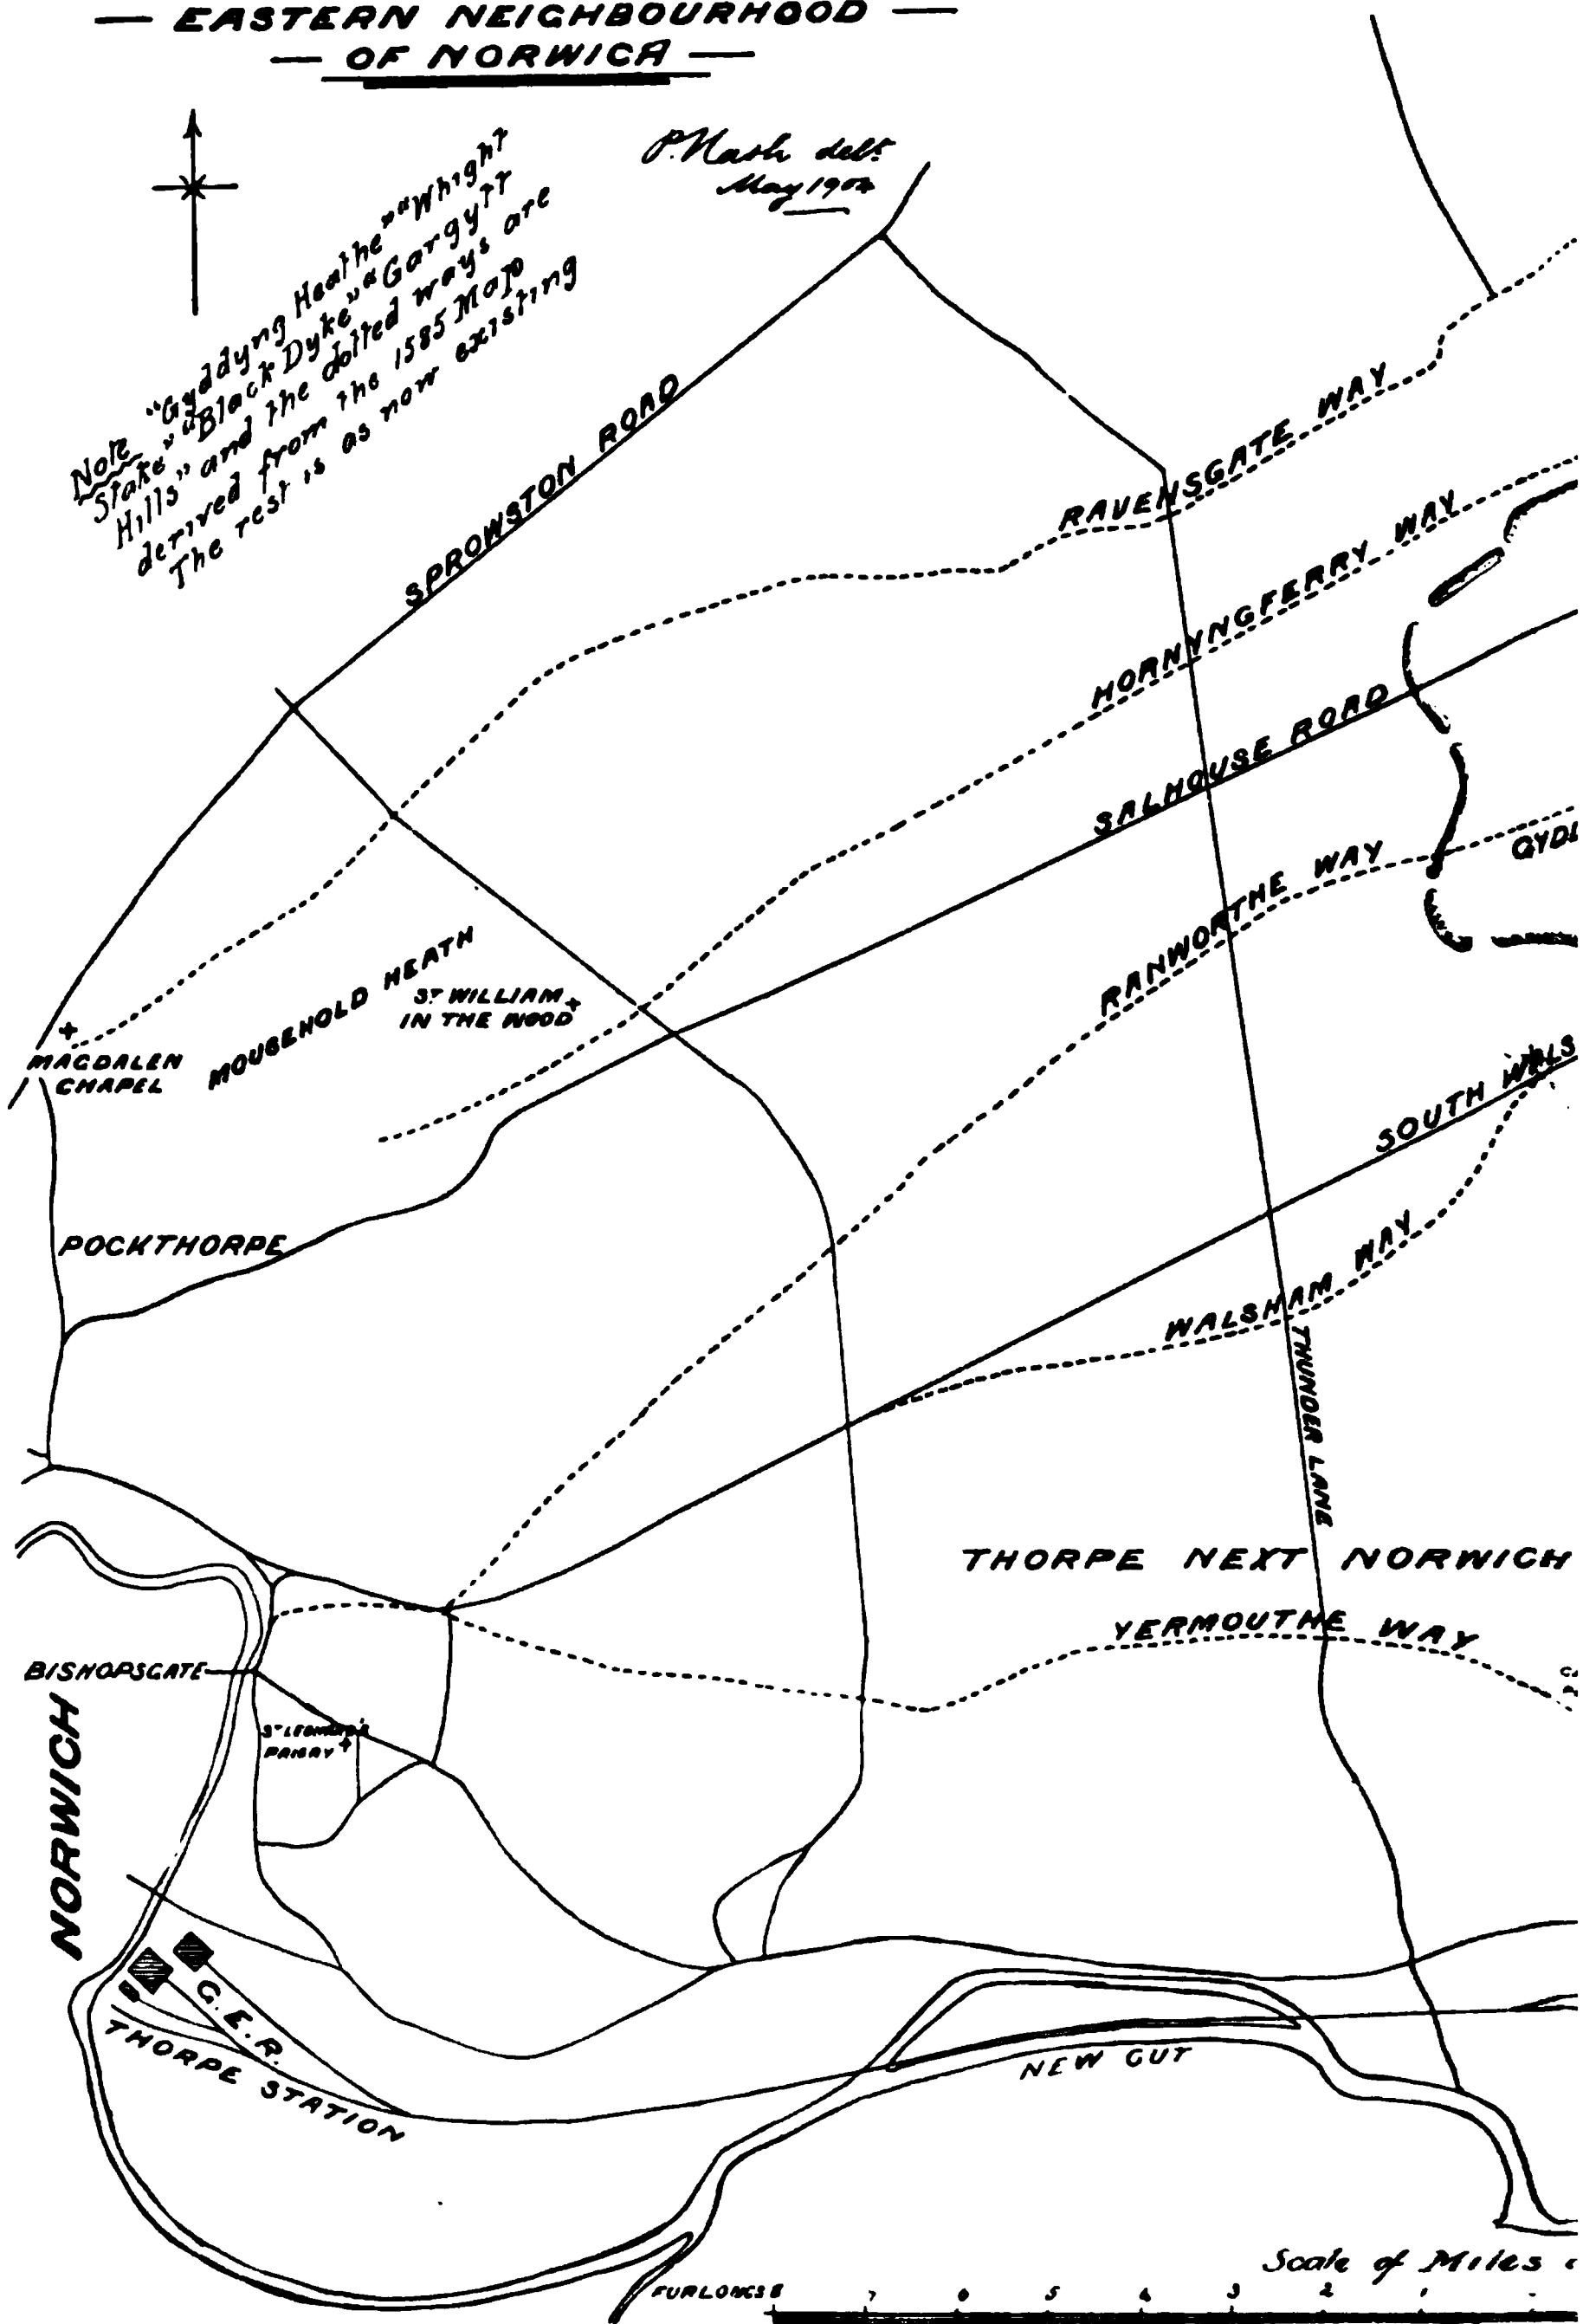 EASTERN NEIGHBOURHOOD
OF NORWICH
P. Nash delt.
May 1904
Note "Gyddyng Heathe" "Whight
Stake", "Black Dyke", "Gargytt
Hills" and the dotted ways are
derived from the 1585 Map
The rest is as now existing
SPROWSTON ROAD
RAVENSGATE WAY
HORNYNGFERRY WAY
SALHOUSE ROAD
RANWORTHE WAY
GYD
MOUSEHOLD HEATH
ST WILLIAM
IN THE WOOD
MAGDALEN
CHAPEL
SOUTH WALS
POCKTHORPE
WALSHAM WAY
THUNDER LANE
THORPE NEXT NORWICH
YERMOUTHE WAY
BISHOPSGATE
NORWICH
ST LEONARD'S
PRIORY
G. E. R.
THORPE STATION
NEW CUT
Scale of Miles
FURLONGS 8 7 6 5 4 3 2 1